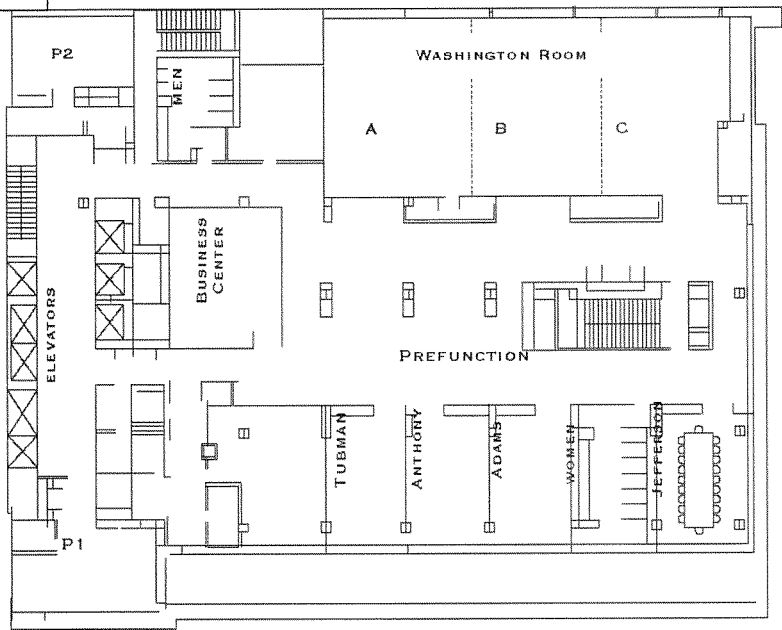 P2
MEN
WASHINGTON ROOM
A
B
C
BUSINESS
CENTER
ELEVATORS
PREFUNCTION
TUBMAN
ANTHONY
ADAMS
WOMEN
JEFFERSON
P1